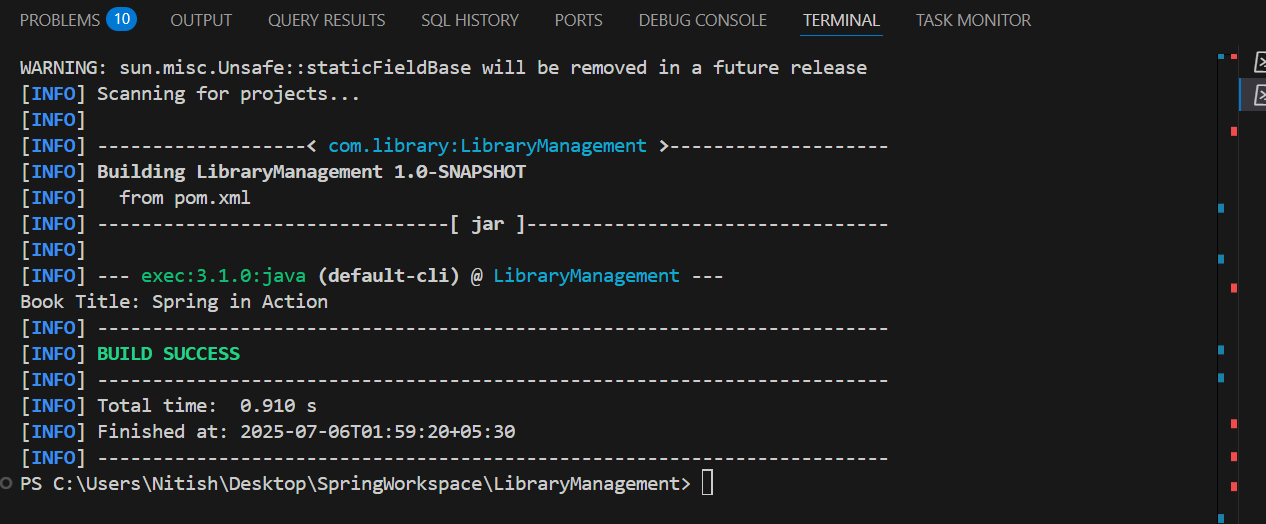 PROBLEMS 10 OUTPUT QUERY RESULTS SQL HISTORY PORTS DEBUG CONSOLE TERMINAL TASK MONITOR
WARNING: sun.misc.Unsafe::staticFieldBase will be removed in a future release
[INFO] Scanning for projects...
[INFO]
[INFO] -------------------< com.library:LibraryManagement >--------------------
[INFO] Building LibraryManagement 1.0-SNAPSHOT
[INFO]   from pom.xml
[INFO] --------------------------------[ jar ]---------------------------------
[INFO]
[INFO] --- exec:3.1.0:java (default-cli) @ LibraryManagement ---
Book Title: Spring in Action
[INFO] ------------------------------------------------------------------------
[INFO] BUILD SUCCESS
[INFO] ------------------------------------------------------------------------
[INFO] Total time:  0.910 s
[INFO] Finished at: 2025-07-06T01:59:20+05:30
[INFO] ------------------------------------------------------------------------
PS C:\Users\Nitish\Desktop\SpringWorkspace\LibraryManagement>